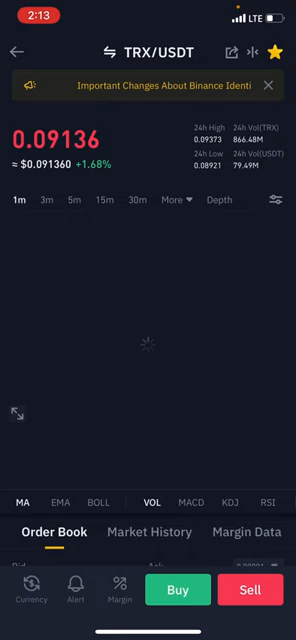 2:13
LTE
TRX/USDT
Important Changes About Binance Identi
0.09136
≈ $0.091360 +1.68%
24h High 24h Vol(TRX)
0.09373 866.48M
24h Low 24h Vol(USDT)
0.08921 79.49M
1m 3m 5m 15m 30m More Depth
MA EMA BOLL VOL MACD KDJ RSI
Order Book Market History Margin Data
Bid Ask
Currency Alert Margin Buy Sell